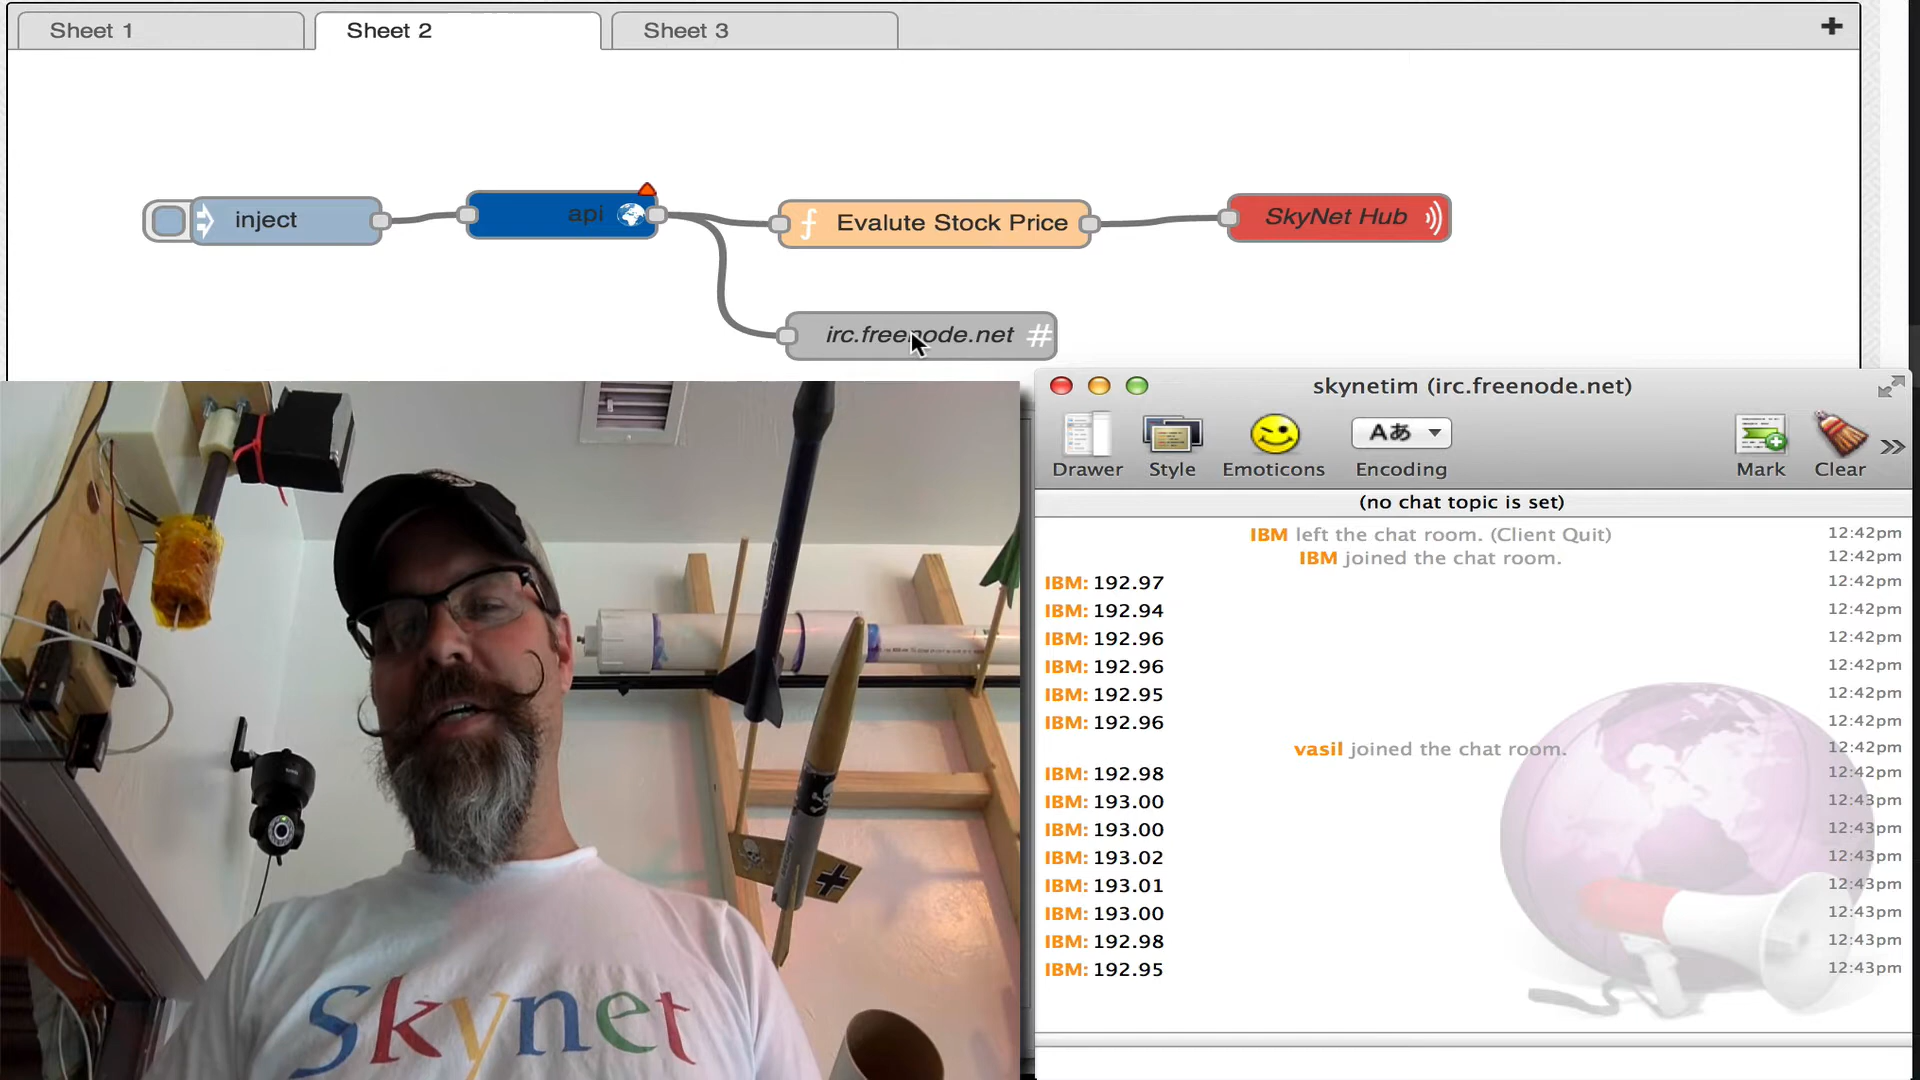 Sheet 1
Sheet 2
Sheet 3
+
inject
api
Evalute Stock Price
SkyNet Hub
irc.freenode.net #
skynetim (irc.freenode.net)
Drawer
Style
Emoticons
Aあ
Encoding
Mark
Clear
(no chat topic is set)
IBM left the chat room. (Client Quit) 12:42pm
IBM joined the chat room. 12:42pm
IBM: 192.97 12:42pm
IBM: 192.94 12:42pm
IBM: 192.96 12:42pm
IBM: 192.96 12:42pm
IBM: 192.95 12:42pm
IBM: 192.96 12:42pm
vasil joined the chat room. 12:42pm
IBM: 192.98 12:42pm
IBM: 193.00 12:43pm
IBM: 193.00 12:43pm
IBM: 193.02 12:43pm
IBM: 193.01 12:43pm
IBM: 193.00 12:43pm
IBM: 192.98 12:43pm
IBM: 192.95 12:43pm
Skynet